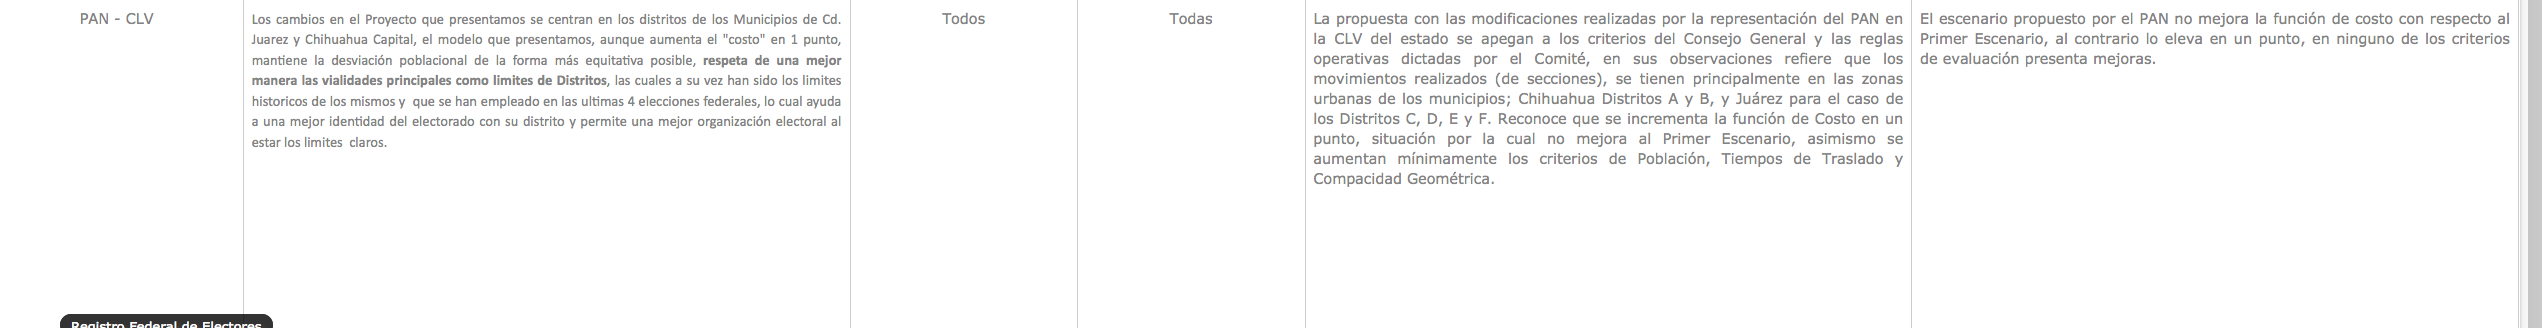 PAN - CLV
Los cambios en el Proyecto que presentamos se centran en los distritos de los Municipios de Cd.
Juarez y Chihuahua Capital, el modelo que presentamos, aunque aumenta el "costo" en 1 punto,
mantiene la desviación poblacional de la forma más equitativa posible, respeta de una mejor
manera las vialidades principales como limites de Distritos, las cuales a su vez han sido los limites
historicos de los mismos y que se han empleado en las ultimas 4 elecciones federales, lo cual ayuda
a una mejor identidad del electorado con su distrito y permite una mejor organización electoral al
estar los limites claros.
Todos
Todas
La propuesta con las modificaciones realizadas por la representación del PAN en
la CLV del estado se apegan a los criterios del Consejo General y las reglas
operativas dictadas por el Comité, en sus observaciones refiere que los
movimientos realizados (de secciones), se tienen principalmente en las zonas
urbanas de los municipios; Chihuahua Distritos A y B, y Juárez para el caso de
los Distritos C, D, E y F. Reconoce que se incrementa la función de Costo en un
punto, situación por la cual no mejora al Primer Escenario, asimismo se
aumentan mínimamente los criterios de Población, Tiempos de Traslado y
Compacidad Geométrica.
El escenario propuesto por el PAN no mejora la función de costo con respecto al
Primer Escenario, al contrario lo eleva en un punto, en ninguno de los criterios
de evaluación presenta mejoras.
Registro Federal de Electores